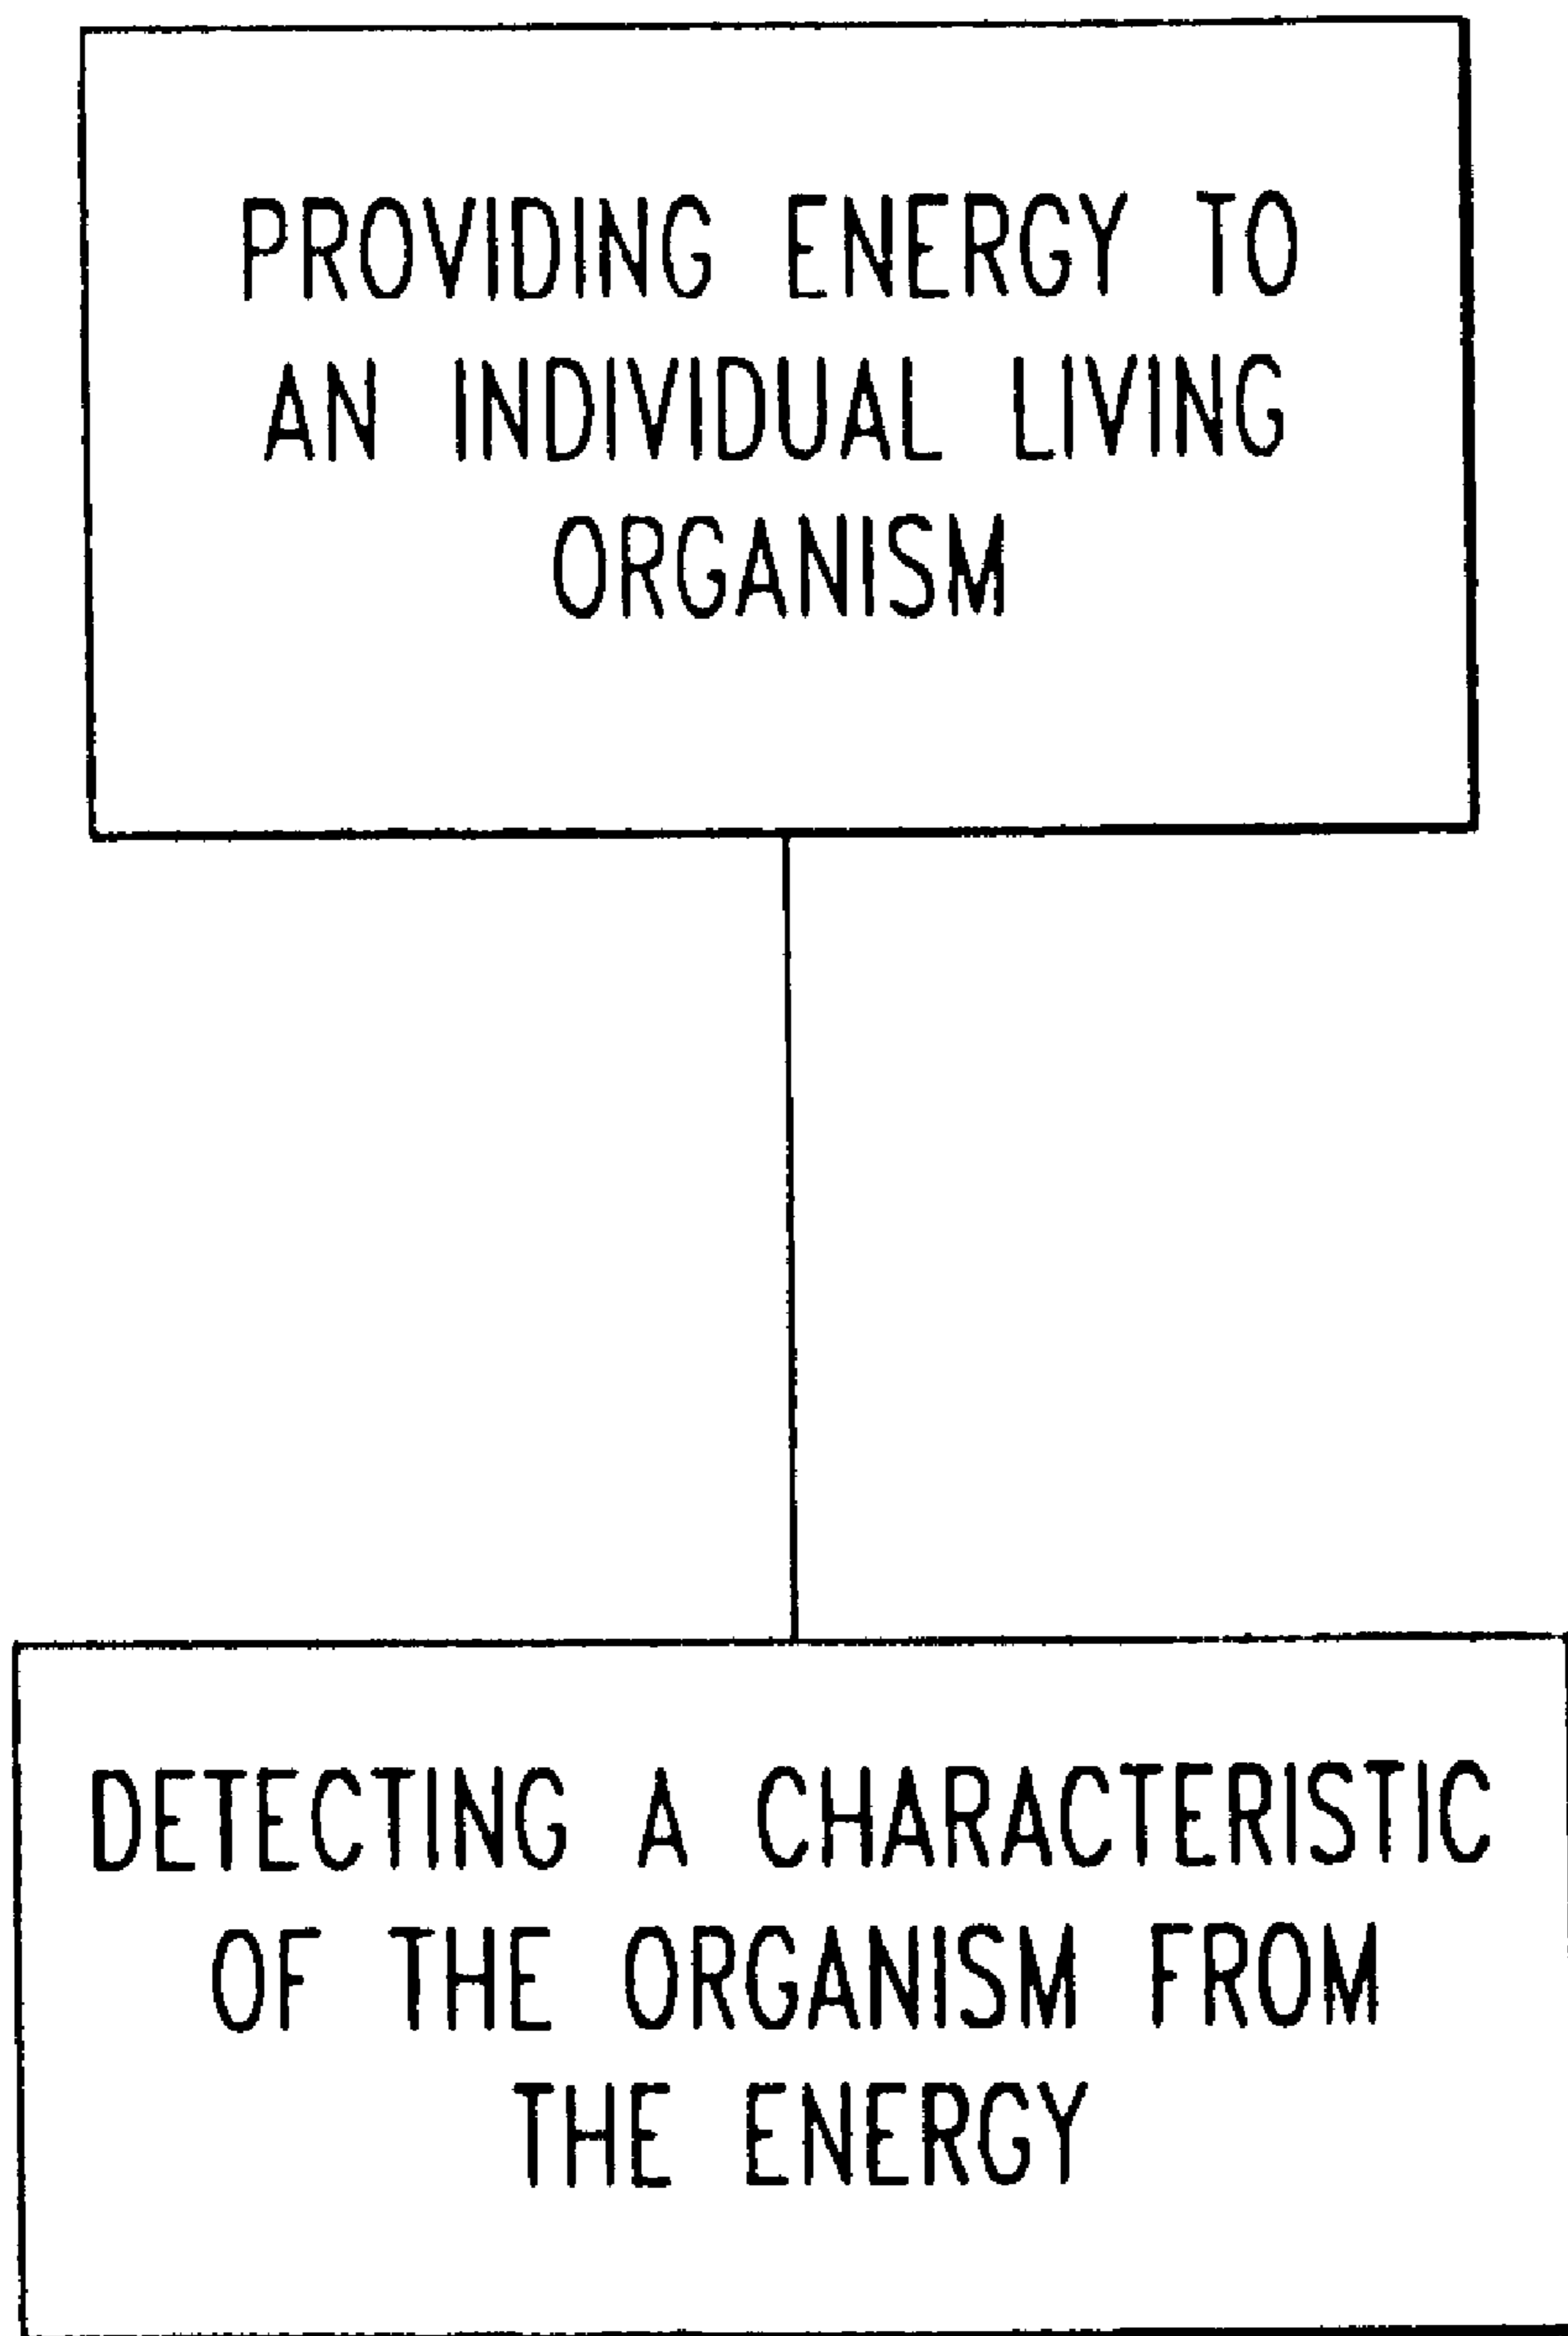 PROVIDING ENERGY TO
AN INDIVIDUAL LIVING
ORGANISM
DETECTING A CHARACTERISTIC
OF THE ORGANISM FROM
THE ENERGY